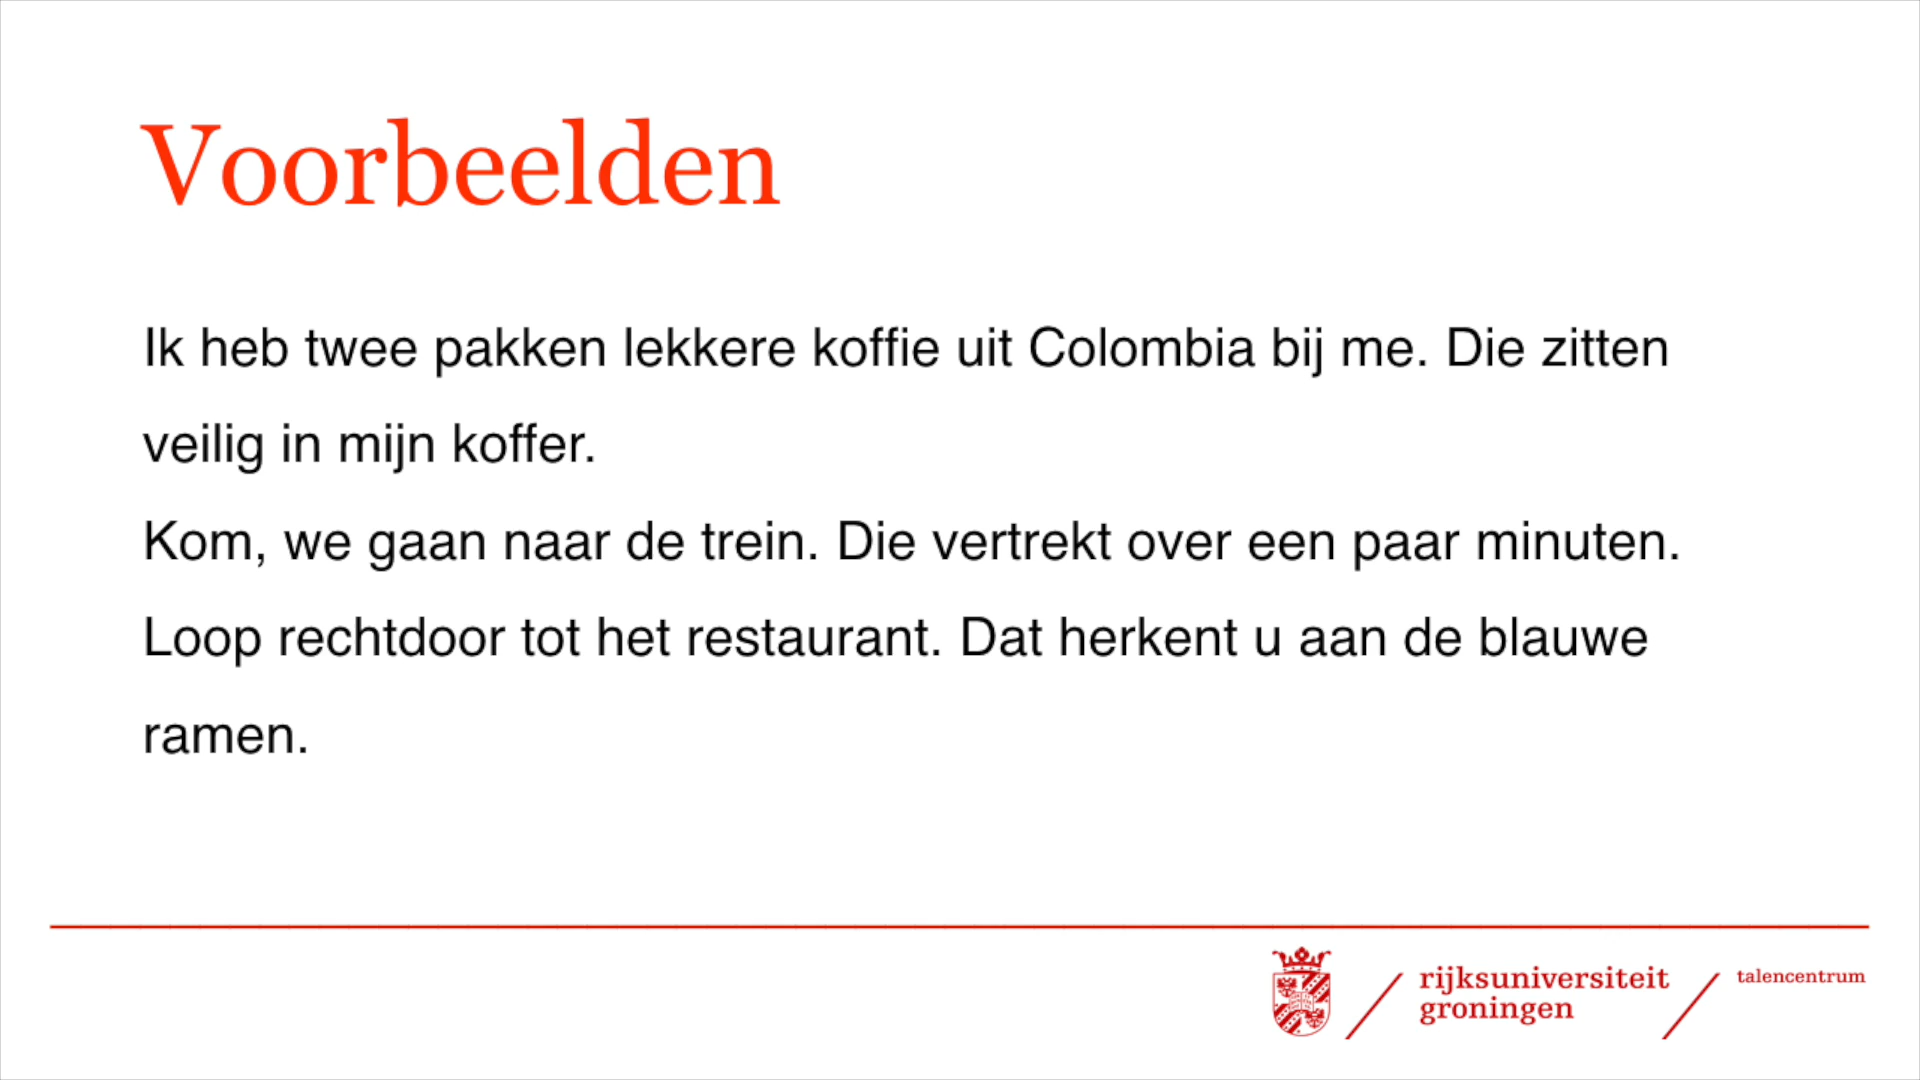 Voorbeelden
Ik heb twee pakken lekkere koffie uit Colombia bij me. Die zitten
veilig in mijn koffer.
Kom, we gaan naar de trein. Die vertrekt over een paar minuten.
Loop rechtdoor tot het restaurant. Dat herkent u aan de blauwe
ramen.
rijksuniversiteit
groningen
talencentrum